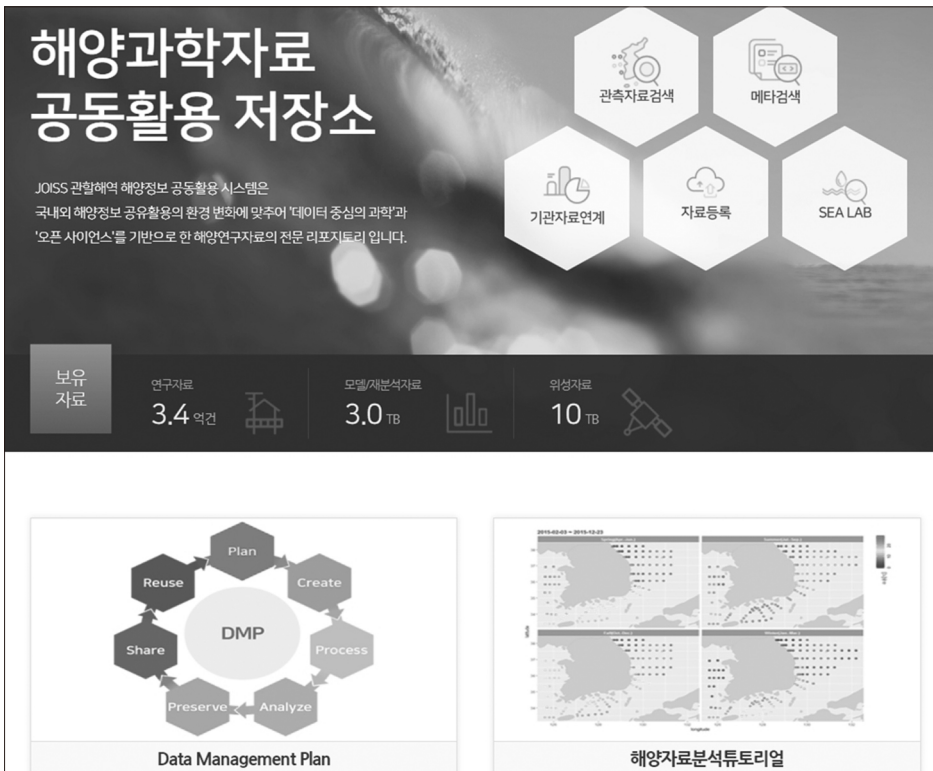 해양과학자료
공동활용 저장소
JOISS 관할해역 해양정보 공동활용 시스템은
국내외 해양정보 공유활용의 환경 변화에 맞추어 '데이터 중심의 과학'과
'오픈 사이언스'를 기반으로 한 해양연구자료의 전문 리포지토리 입니다.
관측자료검색
메타검색
기관자료연계
자료등록
SEA LAB
보유
자료
연구자료
3.4 억건
모델/재분석자료
3.0 TB
위성자료
10 TB
Plan
Create
Process
Analyze
Preserve
Share
Reuse
DMP
Data Management Plan
2015-02-03 ~ 2015-12-23
longitude
해양자료분석튜토리얼